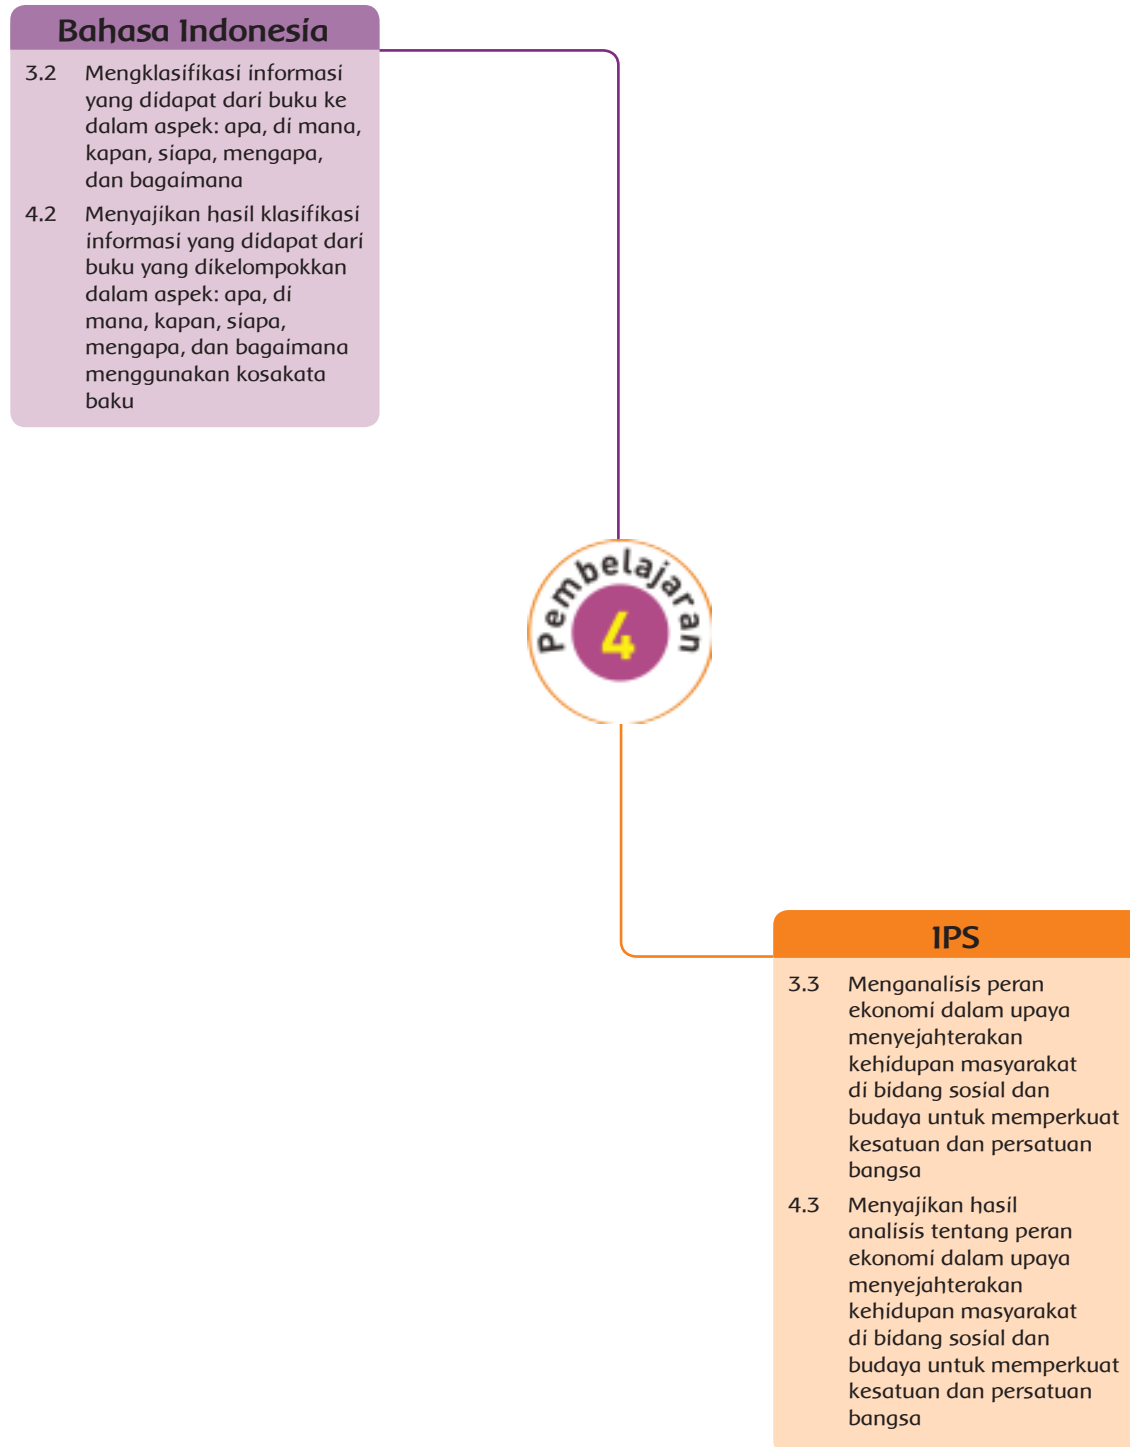 Bahasa Indonesia
3.2 Mengklasifikasi informasi
yang didapat dari buku ke
dalam aspek: apa, di mana,
kapan, siapa, mengapa,
dan bagaimana
4.2 Menyajikan hasil klasifikasi
informasi yang didapat dari
buku yang dikelompokkan
dalam aspek: apa, di
mana, kapan, siapa,
mengapa, dan bagaimana
menggunakan kosakata
baku
Pembelajaran
4
IPS
3.3 Menganalisis peran
ekonomi dalam upaya
menyejahterakan
kehidupan masyarakat
di bidang sosial dan
budaya untuk memperkuat
kesatuan dan persatuan
bangsa
4.3 Menyajikan hasil
analisis tentang peran
ekonomi dalam upaya
menyejahterakan
kehidupan masyarakat
di bidang sosial dan
budaya untuk memperkuat
kesatuan dan persatuan
bangsa